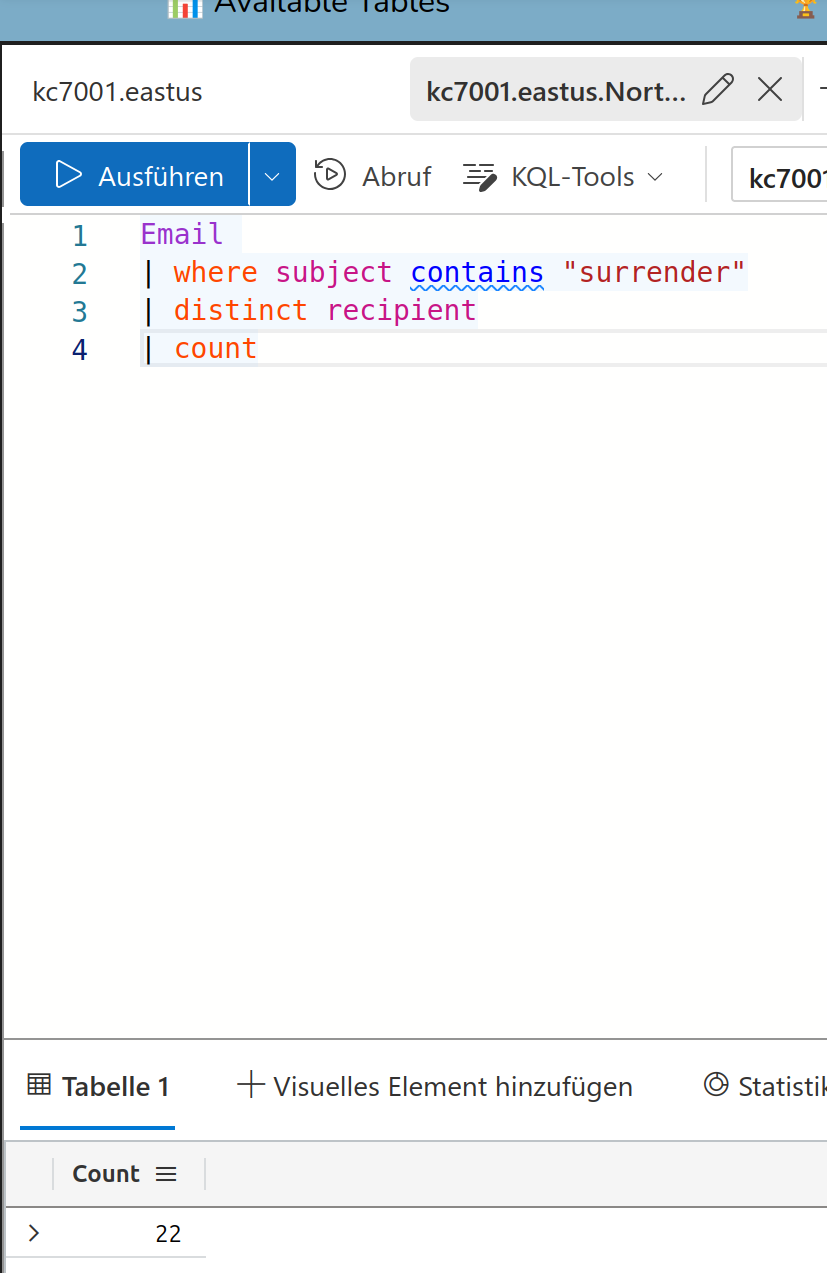 Available Tables
kc7001.eastus
kc7001.eastus.Nort...
Ausführen
Abruf
KQL-Tools
kc7001
1 Email
2 | where subject contains "surrender"
3 | distinct recipient
4 | count
Tabelle 1
Visuelles Element hinzufügen
Statistik
Count
22